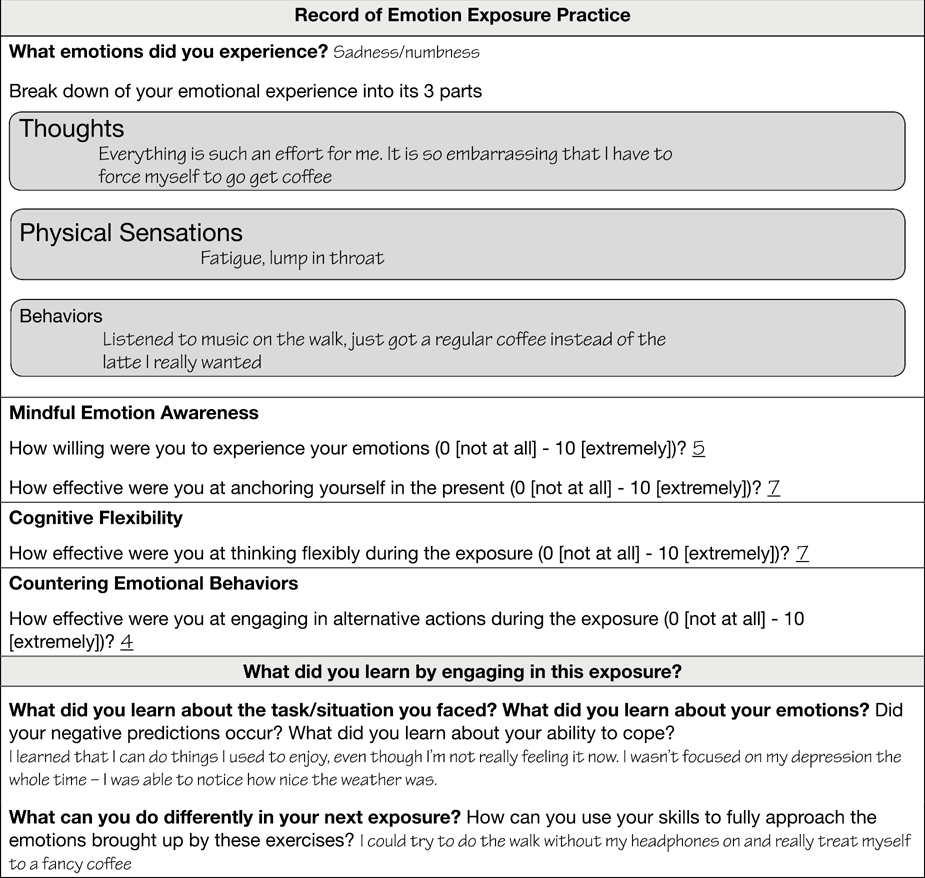 Record of Emotion Exposure Practice
What emotions did you experience? Sadness/numbness
Break down of your emotional experience into its 3 parts
Thoughts
Everything is such an effort for me. It is so embarrassing that I have to
force myself to go get coffee
Physical Sensations
Fatigue, lump in throat
Behaviors
Listened to music on the walk, just got a regular coffee instead of the
latte I really wanted
Mindful Emotion Awareness
How willing were you to experience your emotions (0 [not at all] - 10 [extremely])? 5
How effective were you at anchoring yourself in the present (0 [not at all] - 10 [extremely])? 7
Cognitive Flexibility
How effective were you at thinking flexibly during the exposure (0 [not at all] - 10 [extremely])? 7
Countering Emotional Behaviors
How effective were you at engaging in alternative actions during the exposure (0 [not at all] - 10
[extremely])? 4
What did you learn by engaging in this exposure?
What did you learn about the task/situation you faced? What did you learn about your emotions? Did
your negative predictions occur? What did you learn about your ability to cope?
I learned that I can do things I used to enjoy, even though I'm not really feeling it now. I wasn't focused on my depression the
whole time – I was able to notice how nice the weather was.
What can you do differently in your next exposure? How can you use your skills to fully approach the
emotions brought up by these exercises? I could try to do the walk without my headphones on and really treat myself
to a fancy coffee